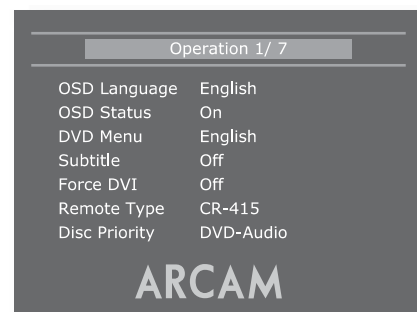 Operation 1/ 7
OSD Language English
OSD Status On
DVD Menu English
Subtitle Off
Force DVI Off
Remote Type CR-415
Disc Priority DVD-Audio
ARCAM